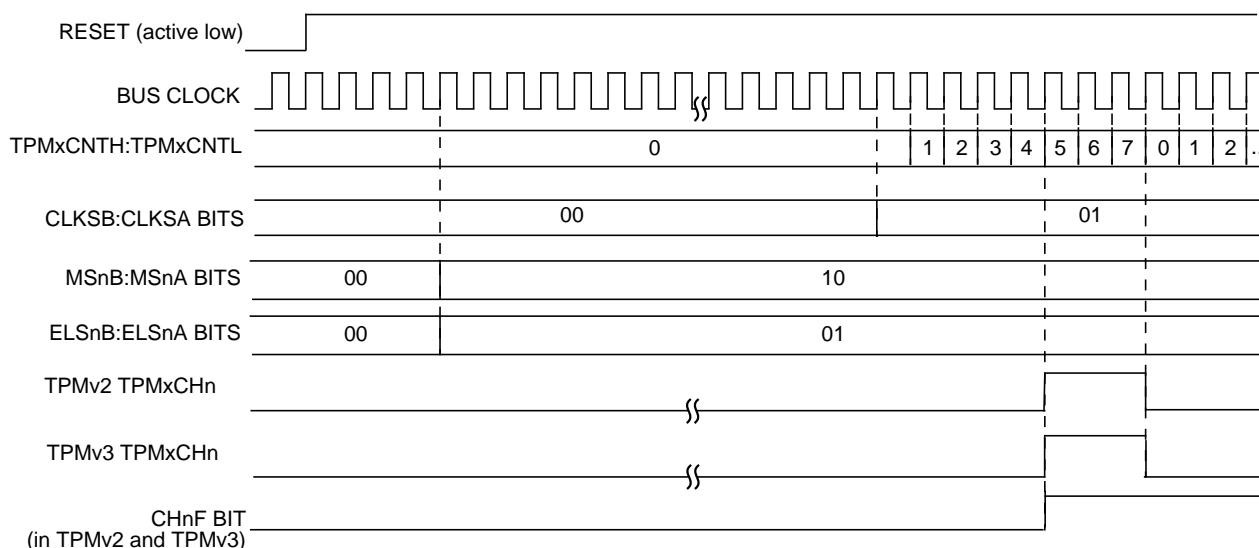 RESET (active low)
BUS CLOCK
TPMxCNTH:TPMxCNTL 0 1 2 3 4 5 6 7 0 1 2 ..
CLKSB:CLKSA BITS 00 01
MSnB:MSnA BITS 00 10
ELSnB:ELSnA BITS 00 01
TPMv2 TPMxCHn
TPMv3 TPMxCHn
CHnF BIT
(in TPMv2 and TPMv3)